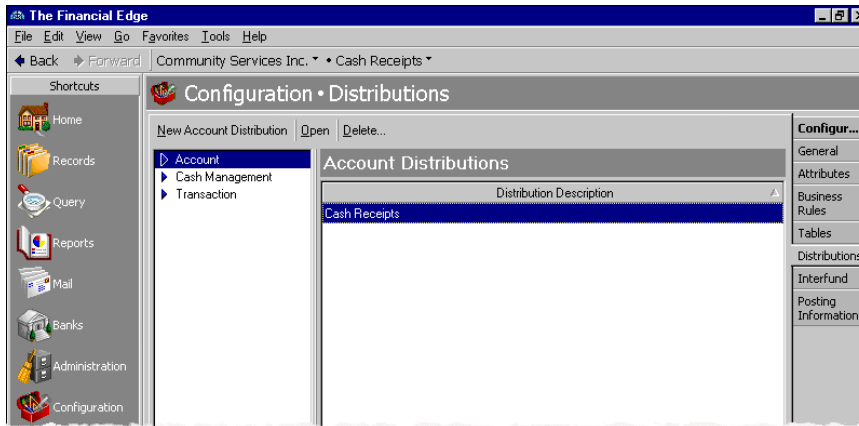 The Financial Edge
File Edit View Go Favorites Tools Help
Back Forward Community Services Inc. • Cash Receipts
Shortcuts
Home
Records
Query
Reports
Mail
Banks
Administration
Configuration
Configuration • Distributions
New Account Distribution Open Delete...
Account
Cash Management
Transaction
Account Distributions
Distribution Description
Cash Receipts
Configur...
General
Attributes
Business
Rules
Tables
Distributions
Interfund
Posting
Information